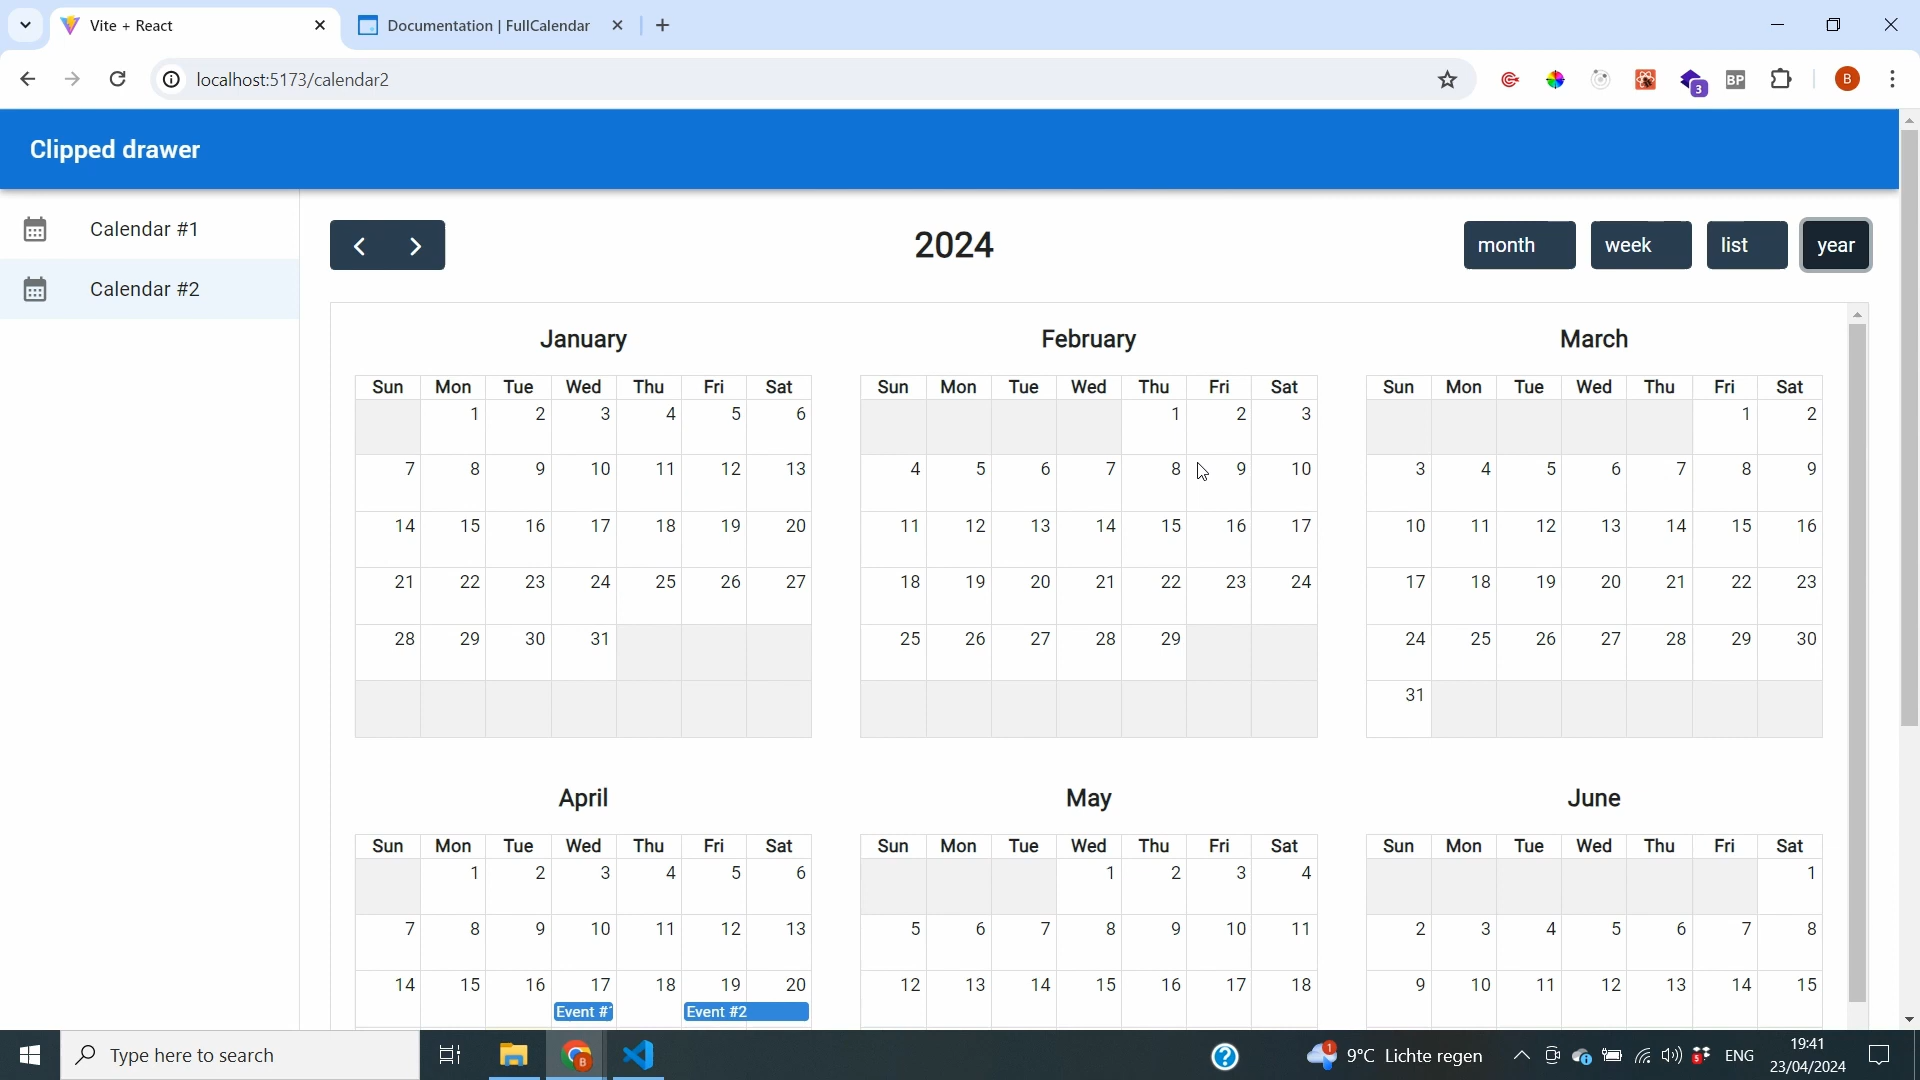 Vite + React
Documentation | FullCalendar
localhost:5173/calendar2
3
BP
B
Clipped drawer
Calendar #1
Calendar #2
2024
month
week
list
year
January February March
Sun Mon Tue Wed Thu Fri Sat Sun Mon Tue Wed Thu Fri Sat Sun Mon Tue Wed Thu Fri Sat
1 2 3 4 5 6 1 2 3 1 2
7 8 9 10 11 12 13 4 5 6 7 8 9 10 3 4 5 6 7 8 9
14 15 16 17 18 19 20 11 12 13 14 15 16 17 10 11 12 13 14 15 16
21 22 23 24 25 26 27 18 19 20 21 22 23 24 17 18 19 20 21 22 23
28 29 30 31 25 26 27 28 29 24 25 26 27 28 29 30
31
April May June
Sun Mon Tue Wed Thu Fri Sat Sun Mon Tue Wed Thu Fri Sat Sun Mon Tue Wed Thu Fri Sat
1 2 3 4 5 6 1 2 3 4 1
7 8 9 10 11 12 13 5 6 7 8 9 10 11 2 3 4 5 6 7 8
14 15 16 17 18 19 20 12 13 14 15 16 17 18 9 10 11 12 13 14 15
Event # Event #2
Type here to search
B
1
9°C Lichte regen
5
ENG
19:41
23/04/2024